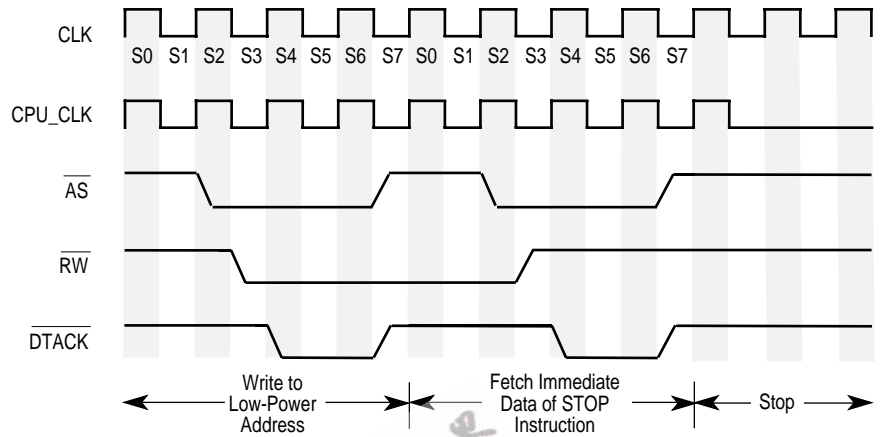 CLK
S0 S1 S2 S3 S4 S5 S6 S7 S0 S1 S2 S3 S4 S5 S6 S7
CPU_CLK
AS
RW
DTACK
Write to
Low-Power
Address
Fetch Immediate
Data of STOP
Instruction
Stop